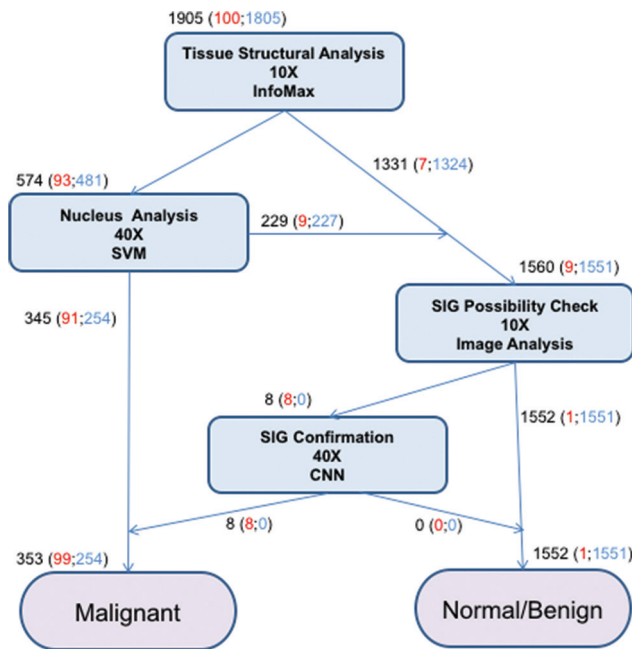 1905 (100;1805)
Tissue Structural Analysis
10X
InfoMax
1331 (7;1324)
574 (93;481)
Nucleus Analysis
40X
SVM
229 (9;227)
1560 (9;1551)
SIG Possibility Check
10X
Image Analysis
345 (91;254)
8 (8;0)
1552 (1;1551)
SIG Confirmation
40X
CNN
8 (8;0)
0 (0;0)
353 (99;254)
1552 (1;1551)
Malignant
Normal/Benign